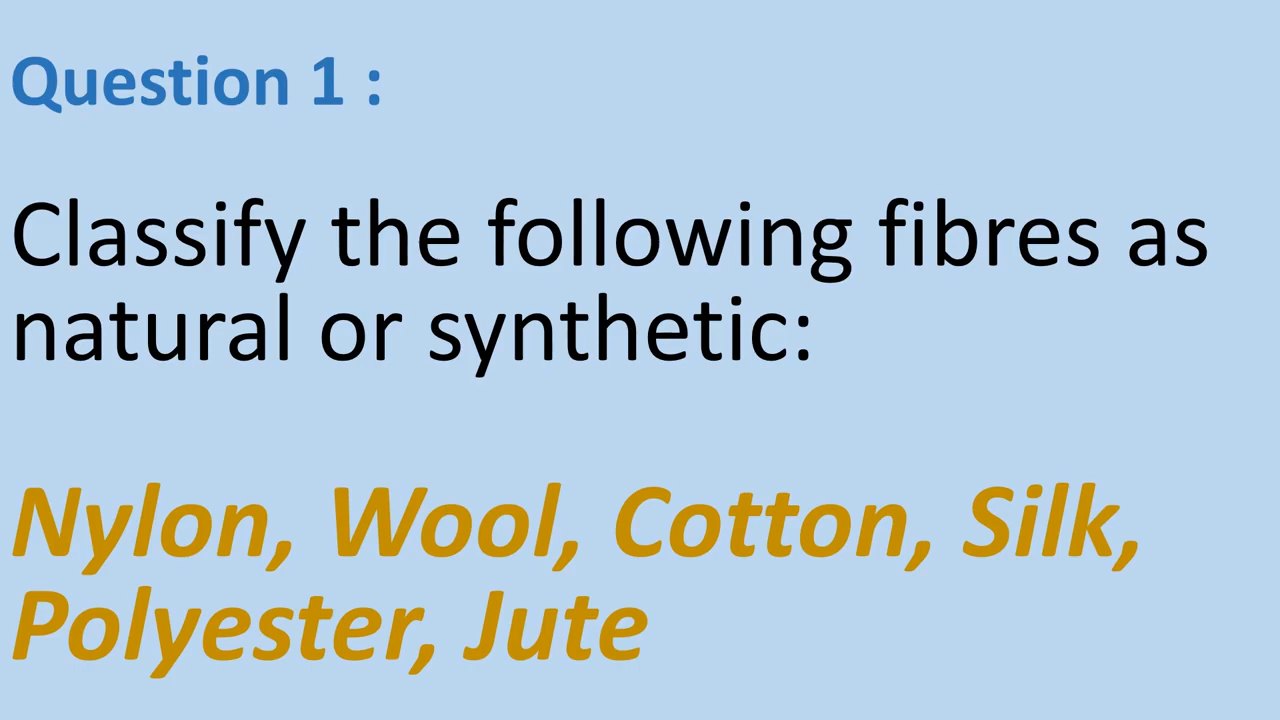 Question 1 :
Classify the following fibres as
natural or synthetic:
Nylon, Wool, Cotton, Silk,
Polyester, Jute